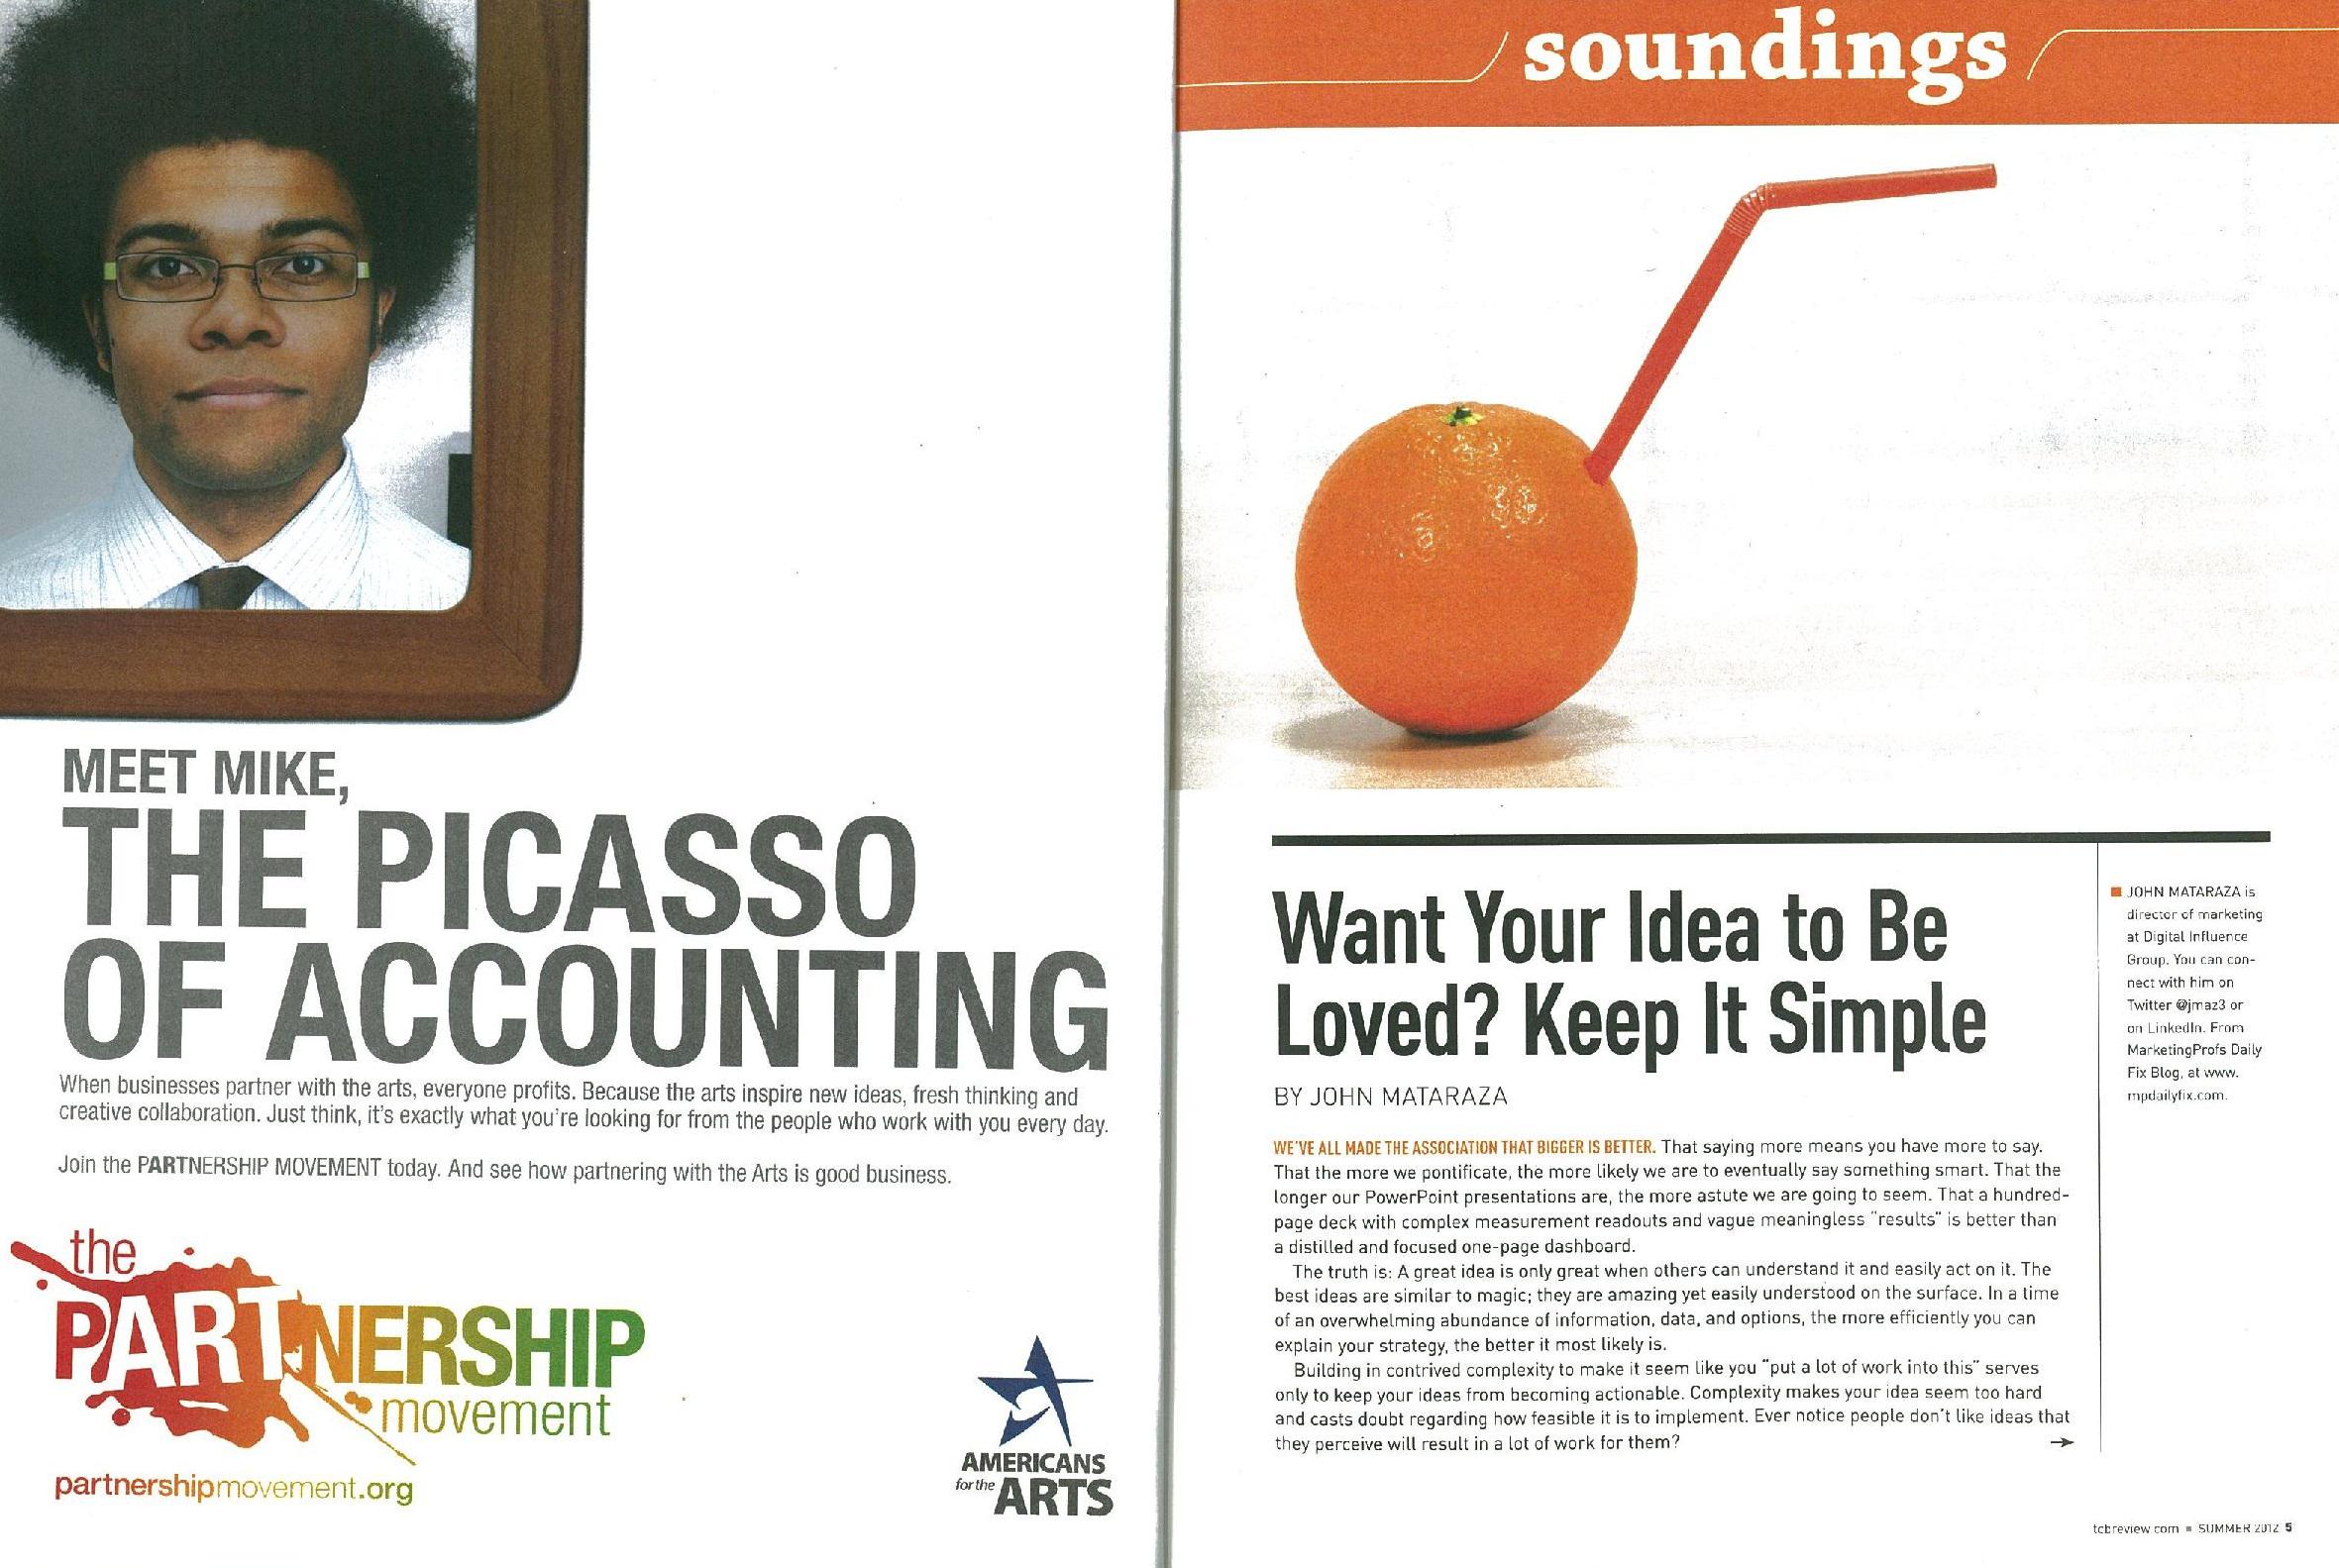 MEET MIKE,
THE PICASSO
OF ACCOUNTING
When businesses partner with the arts, everyone profits. Because the arts inspire new ideas, fresh thinking and
creative collaboration. Just think, it's exactly what you're looking for from the people who work with you every day.
Join the PARTNERSHIP MOVEMENT today. And see how partnering with the Arts is good business.
the
PARTNERSHIP
movement
partnershipmovement.org
AMERICANS
for the ARTS
soundings
Want Your Idea to Be
Loved? Keep It Simple
BY JOHN MATARAZA
WE'VE ALL MADE THE ASSOCIATION THAT BIGGER IS BETTER. That saying more means you have more to say.
That the more we pontificate, the more likely we are to eventually say something smart. That the
longer our PowerPoint presentations are, the more astute we are going to seem. That a hundred-
page deck with complex measurement readouts and vague meaningless "results" is better than
a distilled and focused one-page dashboard.
The truth is: A great idea is only great when others can understand it and easily act on it. The
best ideas are similar to magic; they are amazing yet easily understood on the surface. In a time
of an overwhelming abundance of information, data, and options, the more efficiently you can
explain your strategy, the better it most likely is.
Building in contrived complexity to make it seem like you "put a lot of work into this" serves
only to keep your ideas from becoming actionable. Complexity makes your idea seem too hard
and casts doubt regarding how feasible it is to implement. Ever notice people don't like ideas that
they perceive will result in a lot of work for them?
JOHN MATARAZA is
director of marketing
at Digital Influence
Group. You can con-
nect with him on
Twitter @jmaz3 or
on LinkedIn. From
MarketingProfs Daily
Fix Blog, at www.
mpdailyfix.com.
tcbreview.com ■ SUMMER 2012 5